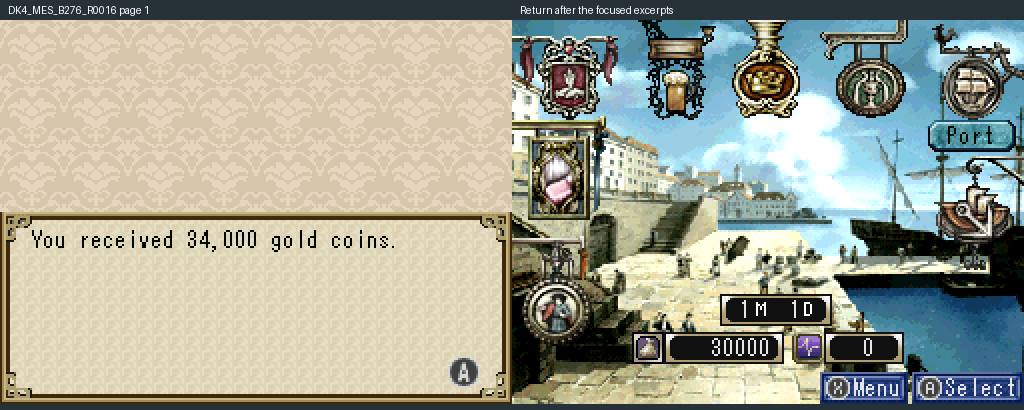 DK4_MES_B276_R0016 page 1
Return after the focused excerpts
You received 34,000 gold coins.
A
Port
1M 1D
30000
0
X Menu
A Select